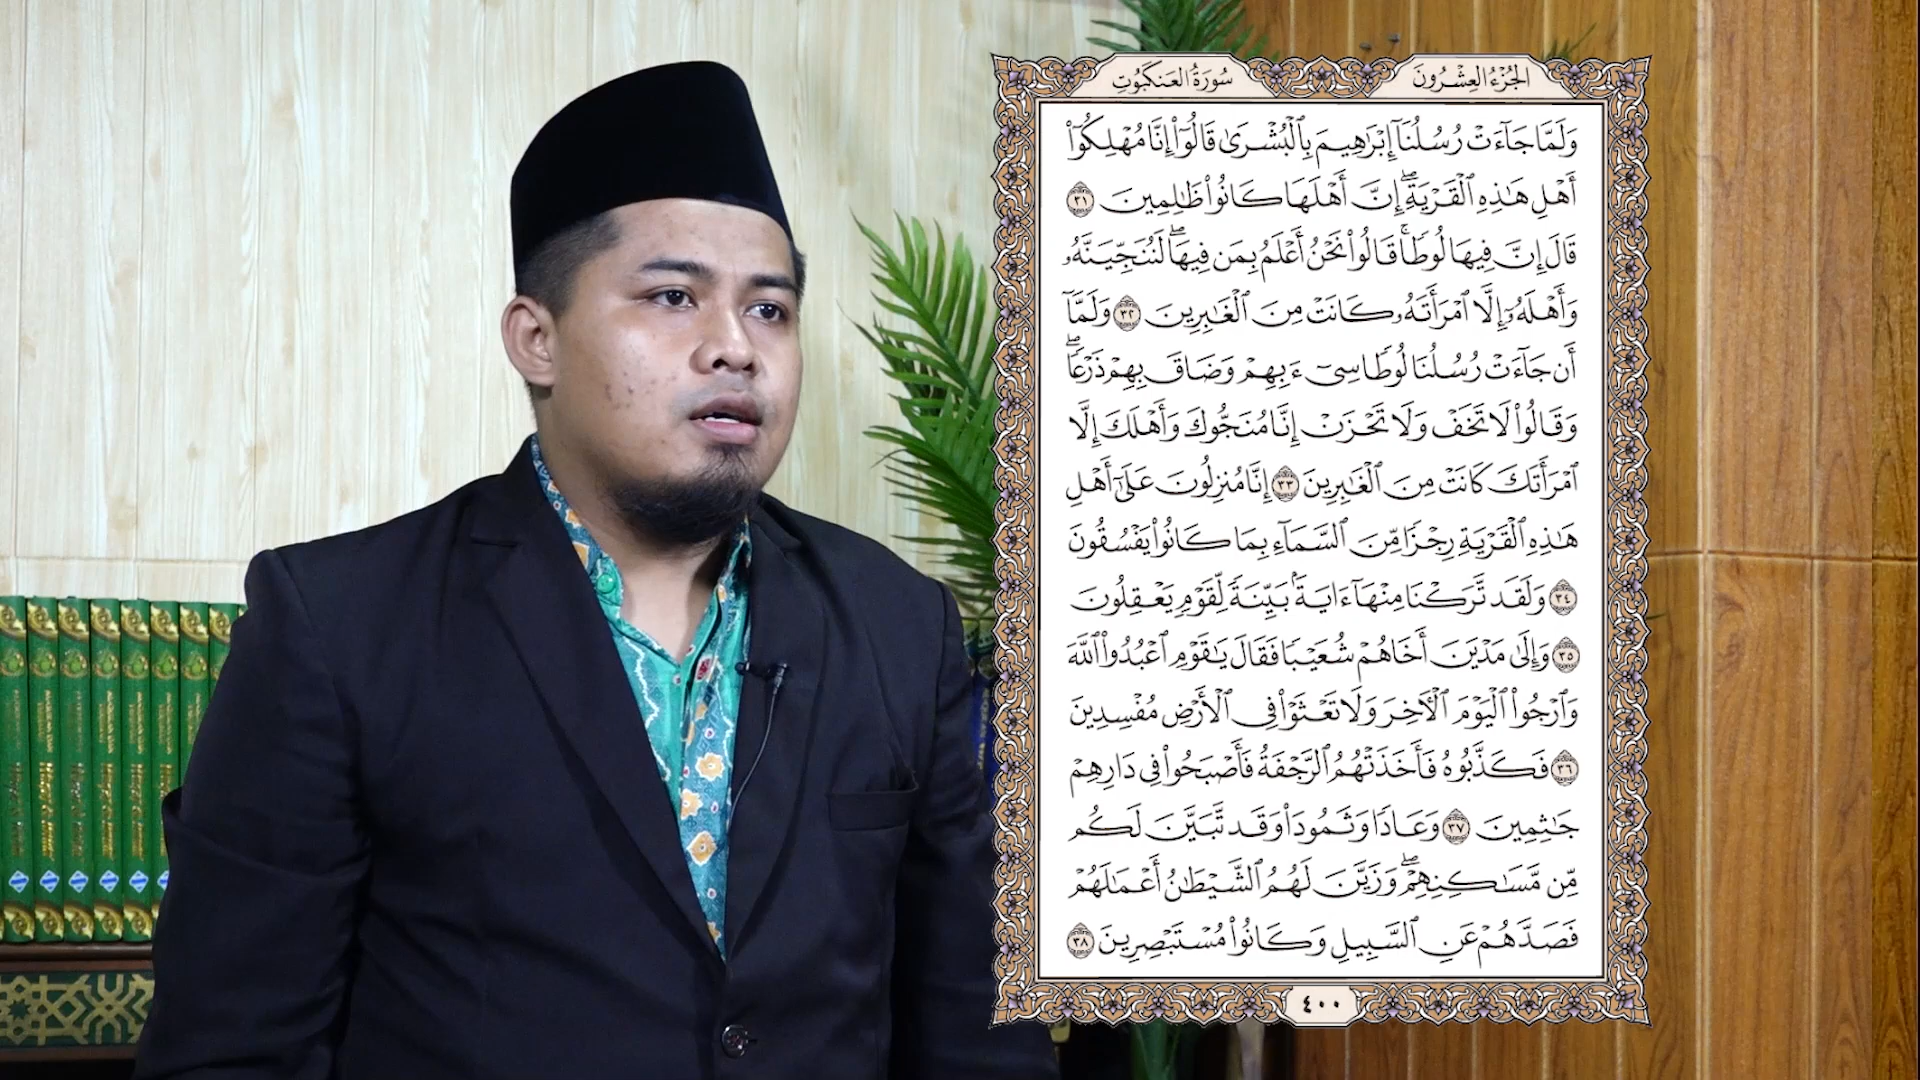 الجُزْءُ العِشْرُونَ
سُورَةُ العَنكَبُوتِ
وَلَمَّا جَآءَتْ رُسُلُنَآ إِبْرَٰهِيمَ بِٱلْبُشْرَىٰ قَالُوٓا۟ إِنَّا مُهْلِكُوٓا۟
أَهْلِ هَـٰذِهِ ٱلْقَرْيَةِ ۖ إِنَّ أَهْلَهَا كَانُوا۟ ظَـٰلِمِينَ ٣١
قَالَ إِنَّ فِيهَا لُوطًا ۚ قَالُوا۟ نَحْنُ أَعْلَمُ بِمَن فِيهَا ۖ لَنُنَجِّيَنَّهُۥ
وَأَهْلَهُۥٓ إِلَّا ٱمْرَأَتَهُۥ كَانَتْ مِنَ ٱلْغَـٰبِرِينَ ٣٢ وَلَمَّآ
أَن جَآءَتْ رُسُلُنَا لُوطًا سِىٓءَ بِهِمْ وَضَاقَ بِهِمْ ذَرْعًا ۖ
وَقَالُوا۟ لَا تَخَفْ وَلَا تَحْزَنْ إِنَّا مُنَجُّوكَ وَأَهْلَكَ إِلَّا
ٱمْرَأَتَكَ كَانَتْ مِنَ ٱلْغَـٰبِرِينَ ٣٣ إِنَّا مُنزِلُونَ عَلَىٰٓ أَهْلِ
هَـٰذِهِ ٱلْقَرْيَةِ رِجْزًا مِّنَ ٱلسَّمَآءِ بِمَا كَانُوا۟ يَفْسُقُونَ
٣٤ وَلَقَد تَّرَكْنَا مِنْهَآ ءَايَةًۢ بَيِّنَةً لِّقَوْمٍ يَعْقِلُونَ
٣٥ وَإِلَىٰ مَدْيَنَ أَخَاهُمْ شُعَيْبًا فَقَالَ يَـٰقَوْمِ ٱعْبُدُوا۟ ٱللَّهَ
وَٱرْجُوا۟ ٱلْيَوْمَ ٱلْـَٔاخِرَ وَلَا تَعْثَوْا۟ فِى ٱلْأَرْضِ مُفْسِدِينَ
٣٦ فَكَذَّبُوهُ فَأَخَذَتْهُمُ ٱلرَّجْفَةُ فَأَصْبَحُوا۟ فِى دَارِهِمْ
جَـٰثِمِينَ ٣٧ وَعَادًا وَثَمُودَا۟ وَقَد تَّبَيَّنَ لَكُم
مِّن مَّسَـٰكِنِهِمْ ۖ وَزَيَّنَ لَهُمُ ٱلشَّيْطَـٰنُ أَعْمَـٰلَهُمْ
فَصَدَّهُمْ عَنِ ٱلسَّبِيلِ وَكَانُوا۟ مُسْتَبْصِرِينَ ٣٨
٤٠٠